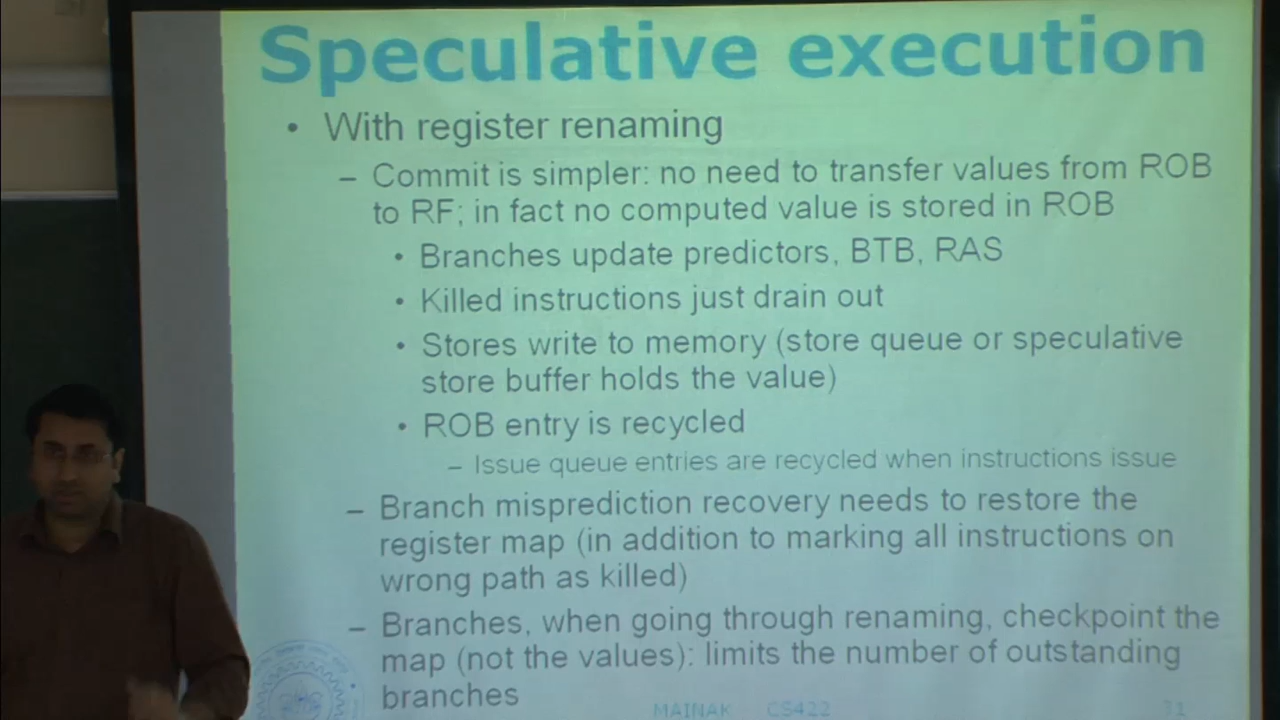 Speculative execution
• With register renaming
– Commit is simpler: no need to transfer values from ROB
to RF; in fact no computed value is stored in ROB
• Branches update predictors, BTB, RAS
• Killed instructions just drain out
• Stores write to memory (store queue or speculative
store buffer holds the value)
• ROB entry is recycled
– Issue queue entries are recycled when instructions issue
– Branch misprediction recovery needs to restore the
register map (in addition to marking all instructions on
wrong path as killed)
– Branches, when going through renaming, checkpoint the
map (not the values): limits the number of outstanding
branches
MAINAK CS422